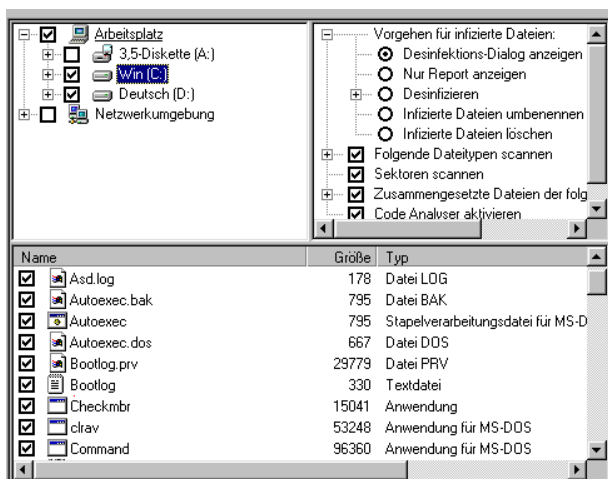 Arbeitsplatz
3,5-Diskette (A:)
Win (C:)
Deutsch (D:)
Netzwerkumgebung
Vorgehen für infizierte Dateien:
Desinfektions-Dialog anzeigen
Nur Report anzeigen
Desinfizieren
Infizierte Dateien umbenennen
Infizierte Dateien löschen
Folgende Dateitypen scannen
Sektoren scannen
Zusammengesetzte Dateien der folg
Code Analyser aktivieren
Name Größe Typ
Asd.log 178 Datei LOG
Autoexec.bak 795 Datei BAK
Autoexec 795 Stapelverarbeitungsdatei für MS-D
Autoexec.dos 667 Datei DOS
Bootlog.prv 29779 Datei PRV
Bootlog 330 Textdatei
Checkmbr 15041 Anwendung
clrav 53248 Anwendung für MS-DOS
Command 96360 Anwendung für MS-DOS